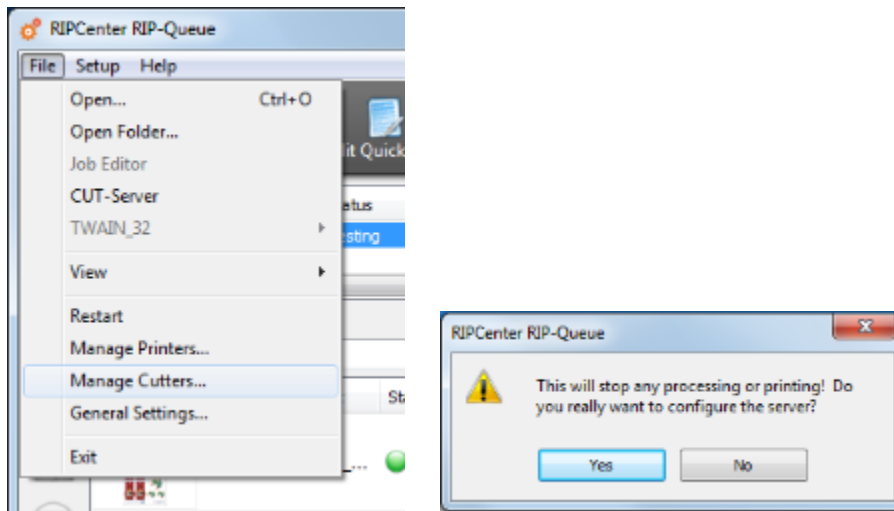 RIPCenter RIP-Queue
File Setup Help
Open... Ctrl+O
Open Folder...
Job Editor
CUT-Server
TWAIN_32
View
Restart
Manage Printers...
Manage Cutters...
General Settings...
Exit
it Quick
atus
esting
St
_...
RIPCenter RIP-Queue
This will stop any processing or printing! Do
you really want to configure the server?
Yes No